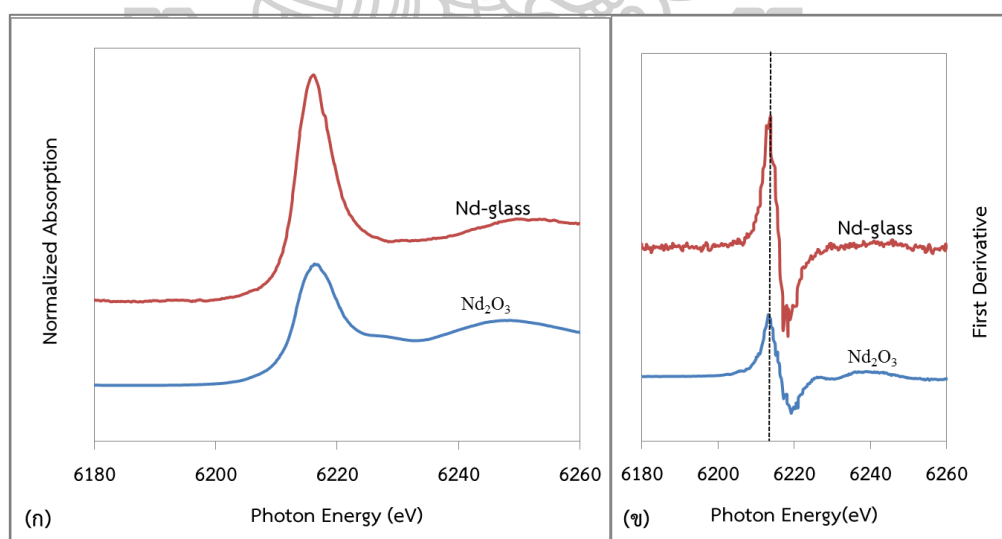 Normalized Absorption
Nd-glass
Nd₂O₃
6180 6200 6220 6240 6260
Photon Energy (eV)
(ก)
Nd-glass
Nd₂O₃
First Derivative
6180 6200 6220 6240 6260
Photon Energy(eV)
(ข)